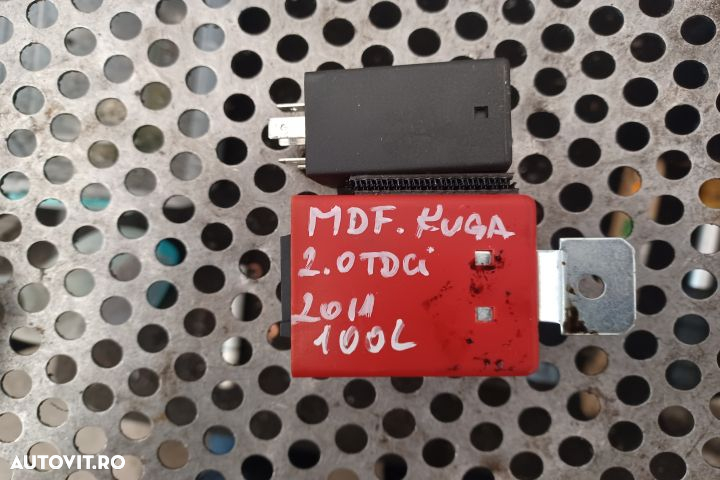 MDF. KUGA
2.0TDCi
2011
100L
AUTOVIT.RO